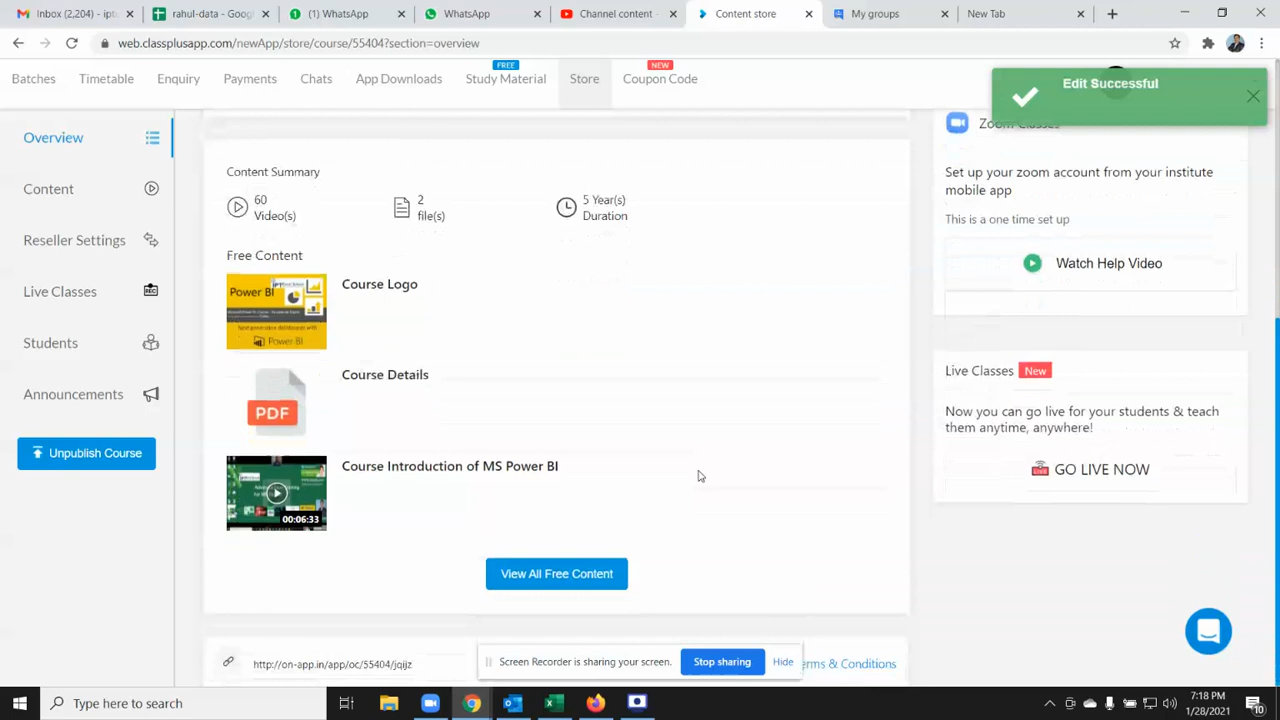 Inbox (2,204) - ipt
rahul-data - Goog
(1) WhatsApp
WhatsApp
Channel content -
Content store
My groups
New Tab
web.classplusapp.com/newApp/store/course/55404?section=overview
FREE
NEW
Batches
Timetable
Enquiry
Payments
Chats
App Downloads
Study Material
Store
Coupon Code
Edit Successful
Overview
Content
Reseller Settings
Live Classes
REC
Students
Announcements
Unpublish Course
Content Summary
60
Video(s)
2
file(s)
5 Year(s)
Duration
Free Content
Power BI
Power BI
Course Logo
PDF
Course Details
00:06:33
Course Introduction of MS Power BI
View All Free Content
http://on-app.in/app/oc/55404/jqijz
erms & Conditions
Zoom Classes
Set up your zoom account from your institute
mobile app
This is a one time set up
Watch Help Video
Live Classes New
Now you can go live for your students & teach
them anytime, anywhere!
GO LIVE NOW
Screen Recorder is sharing your screen.
Stop sharing
Hide
Type here to search
7:18 PM
1/28/2021
10